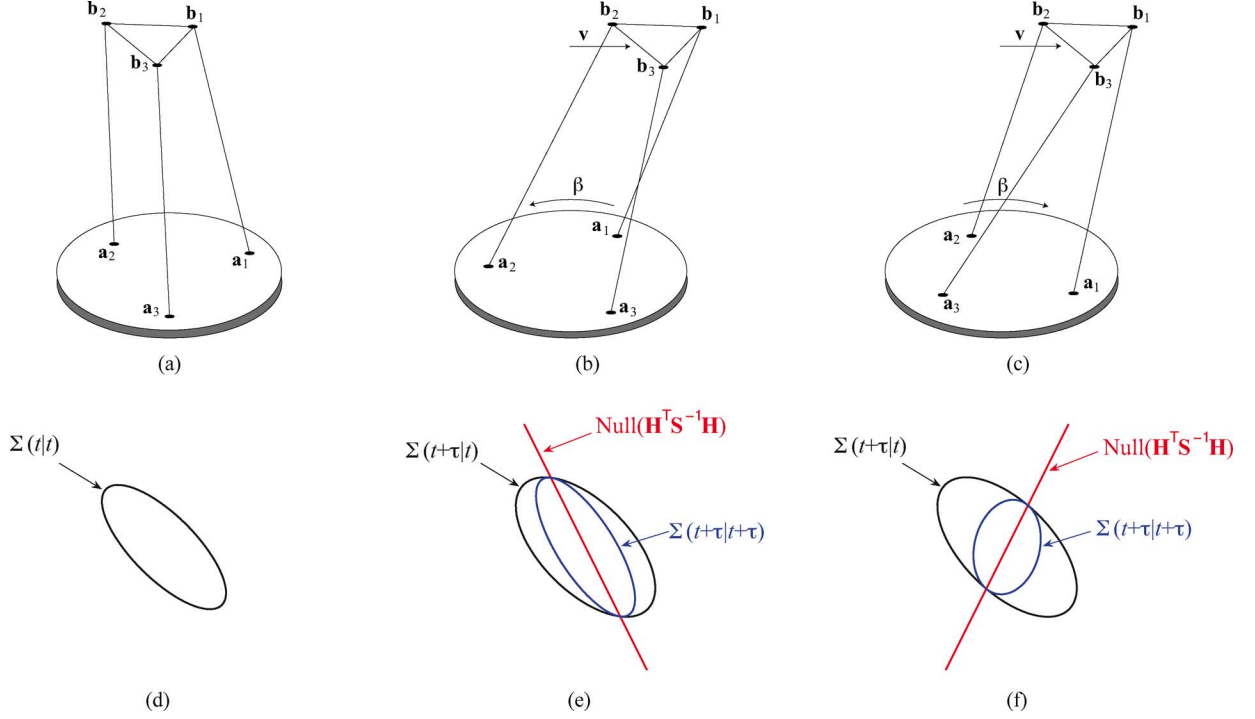 b₂ b₁
b₃
a₂ a₁
a₃
(a)
b₂ b₁
v
b₃
β
a₁
a₂
a₃
(b)
b₂ b₁
v
b₃
β
a₂
a₁
a₃
(c)
Σ(t|t)
(d)
Null(HᵀS⁻¹H)
Σ(t+τ|t)
Σ(t+τ|t+τ)
(e)
Null(HᵀS⁻¹H)
Σ(t+τ|t)
Σ(t+τ|t+τ)
(f)